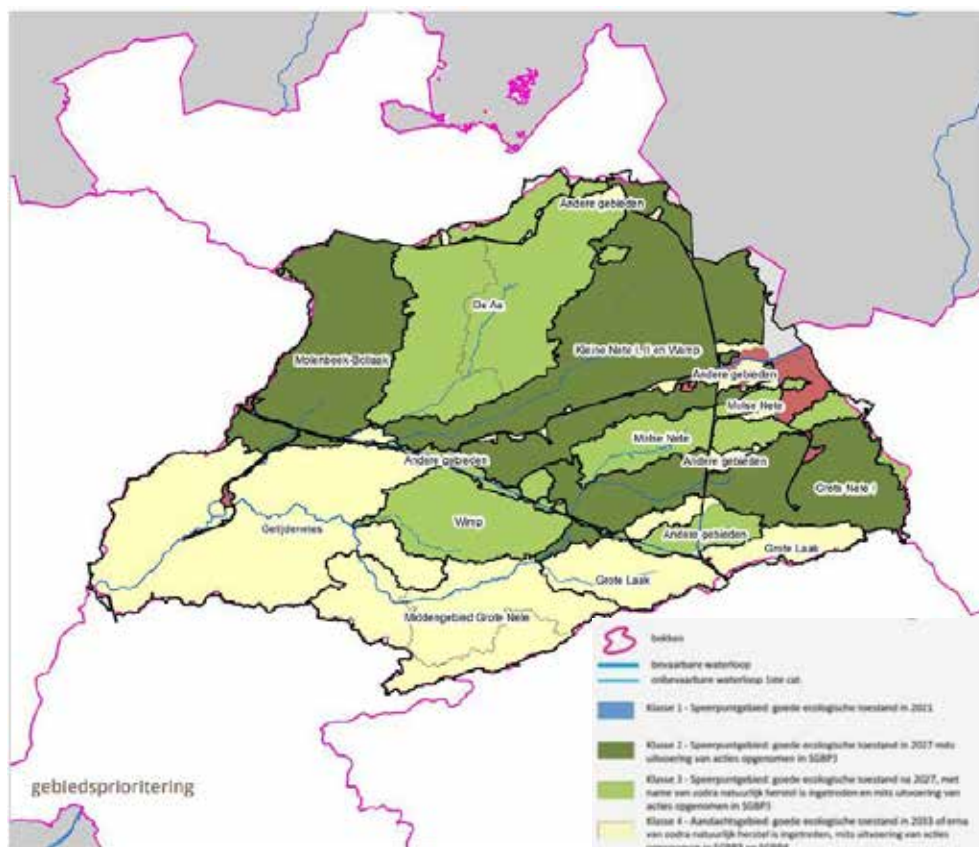 Andere gebieden
De Aa
Molenbeek-Bollaak
Kleine Nete I, II en Wamp
Andere gebieden
Molse Nete
Molse Nete
Andere gebieden
Andere gebieden
Grote Nete I
Getijdenetes
Wimp
Andere gebieden
Grote Laak
Grote Laak
Middengebied Grote Nete
gebiedsprioritering
bekken
bevaarbare waterloop
onbevaarbare waterloop 1ste cat.
Klasse 1 - Speerpuntgebied: goede ecologische toestand in 2021
Klasse 2 - Speerpuntgebied: goede ecologische toestand in 2027 mits
uitvoering van acties opgenomen in SGBP3
Klasse 3 - Speerpuntgebied: goede ecologische toestand na 2027, met
name van zodra natuurlijk herstel is ingetreden en mits uitvoering van
acties opgenomen in SGBP3
Klasse 4 - Aandachtsgebied: goede ecologische toestand in 2033 of erna
van zodra natuurlijk herstel is ingetreden, mits uitvoering van acties